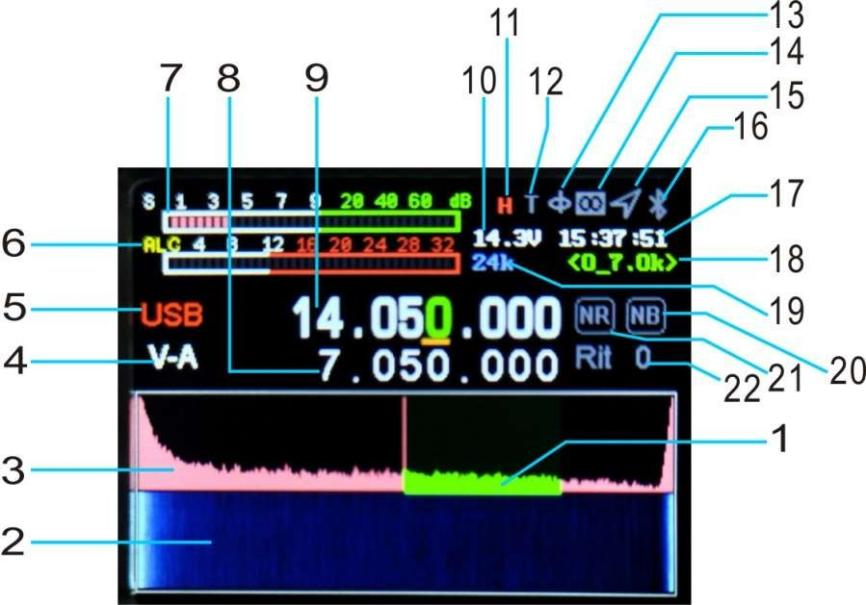 13
11
14
7 8 9 10 12
15
16
S 1 3 5 7 9 20 40 60 dB
H T
17
6 ALC 4 8 12 16 20 24 28 32
14.3V 15:37:51
24k <0_7.0k> 18
5 USB 14.050.000 NR NB 19
4 V-A 7.050.000 Rit 0 20
22 21
1
3
2